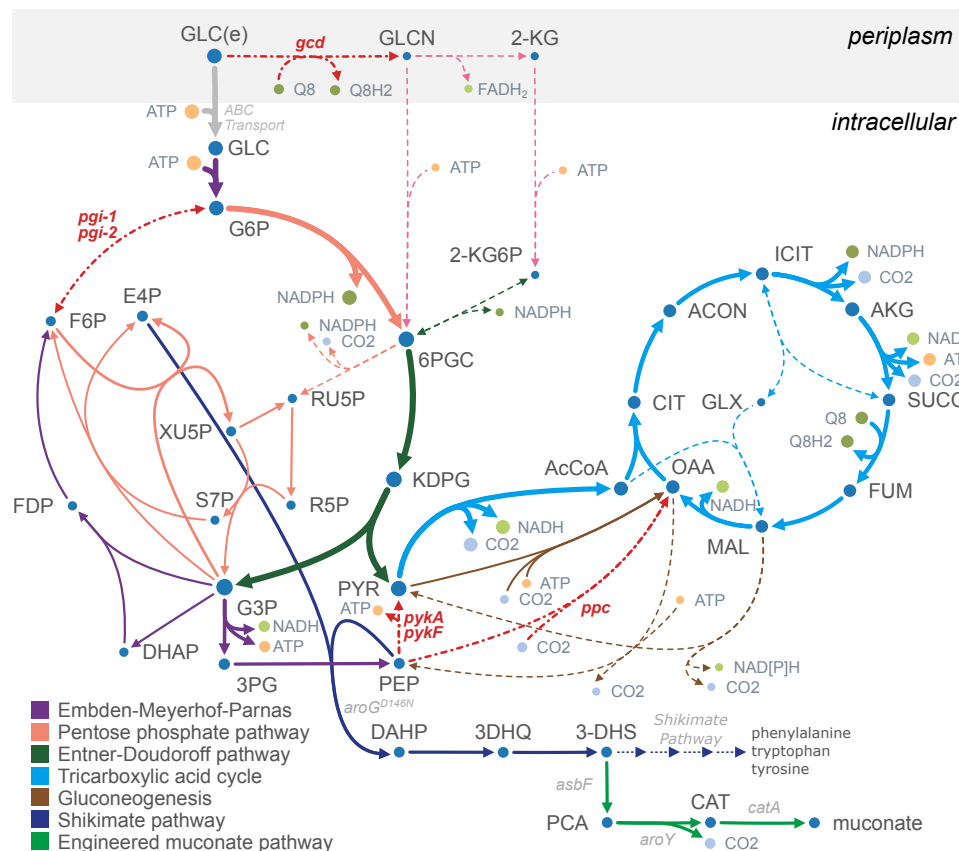 GLC(e)
gcd
GLCN
2-KG
periplasm
Q8
Q8H2
FADH2
ATP
ABC
Transport
intracellular
GLC
ATP
ATP
ATP
pgi-1
pgi-2
G6P
2-KG6P
ICIT
NADPH
CO2
E4P
NADPH
NADPH
ACON
AKG
F6P
NADPH
CO2
6PGC
NAD
AT
CO2
RU5P
CIT
GLX
SUCC
XU5P
Q8
Q8H2
AcCoA
OAA
KDPG
FUM
FDP
S7P
R5P
NADH
NADH
CO2
MAL
PYR
ATP
CO2
ATP
G3P
ATP
pykA
pykF
ppc
NADH
ATP
DHAP
CO2
3PG
PEP
CO2
NAD[P]H
CO2
aroG^D146N
Embden-Meyerhof-Parnas
Pentose phosphate pathway
Entner-Doudoroff pathway
Tricarboxylic acid cycle
Gluconeogenesis
Shikimate pathway
Engineered muconate pathway
DAHP
3DHQ
3-DHS
Shikimate
Pathway
phenylalanine
tryptophan
tyrosine
asbF
PCA
CAT
catA
muconate
aroY
CO2